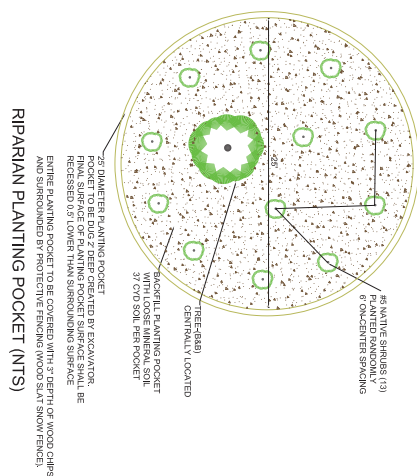 25'
#5 NATIVE SHRUBS (13)
PLANTED RANDOMLY
6' ON-CENTER SPACING
TREE-(B&B)
CENTRALLY LOCATED
BACKFILL PLANTING POCKET
WITH LOOSE MINERAL SOIL
37 CYD SOIL PER POCKET
25' DIAMETER PLANTING POCKET
POCKET TO BE DUG 2' DEEP CREATED BY EXCAVATOR.
FINAL SURFACE OF PLANTING POCKET SURFACE SHALL BE
RECESSED 0.5' LOWER THAN SURROUNDING SURFACE
ENTIRE PLANTING POCKET TO BE COVERED WITH 3" DEPTH OF WOOD CHIPS
AND SURROUNDED BY PROTECTIVE FENCING (WOOD SLAT SNOW FENCE).
RIPARIAN PLANTING POCKET (NTS)